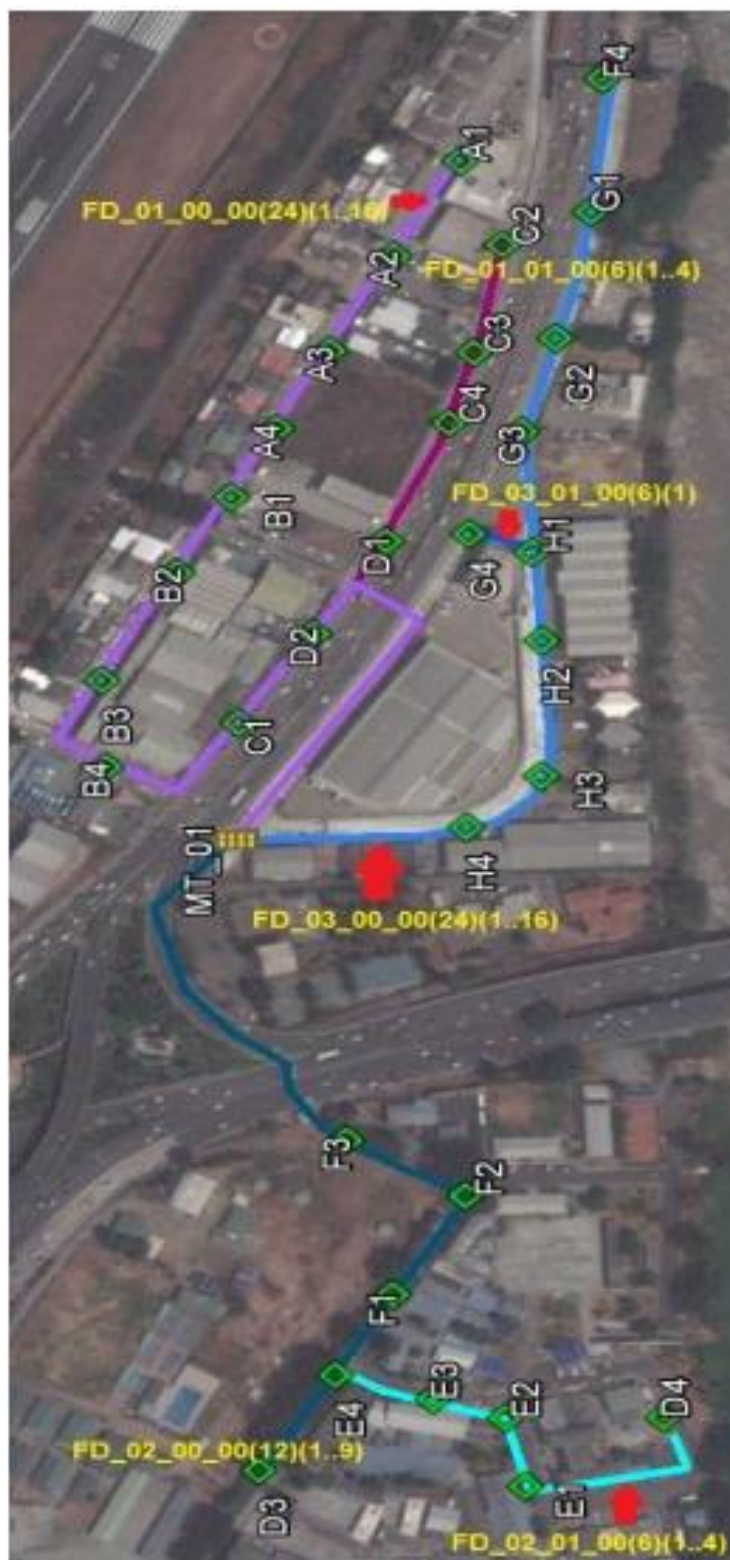 F4
A1
FD_01_00_00(24)(1..16)
G1
C2
A2
FD_01_01_00(6)(1..4)
A3
C3
G2
C4
A4
G3
FD_03_01_00(6)(1)
B1
D1
G4
H1
B2
D2
H2
B3
C1
B4
H3
MT_01
H4
FD_03_00_00(24)(1..16)
F3
F2
F1
E4
E3
E2
D4
FD_02_00_00(12)(1..9)
D3
E1
FD_02_01_00(6)(1..4)